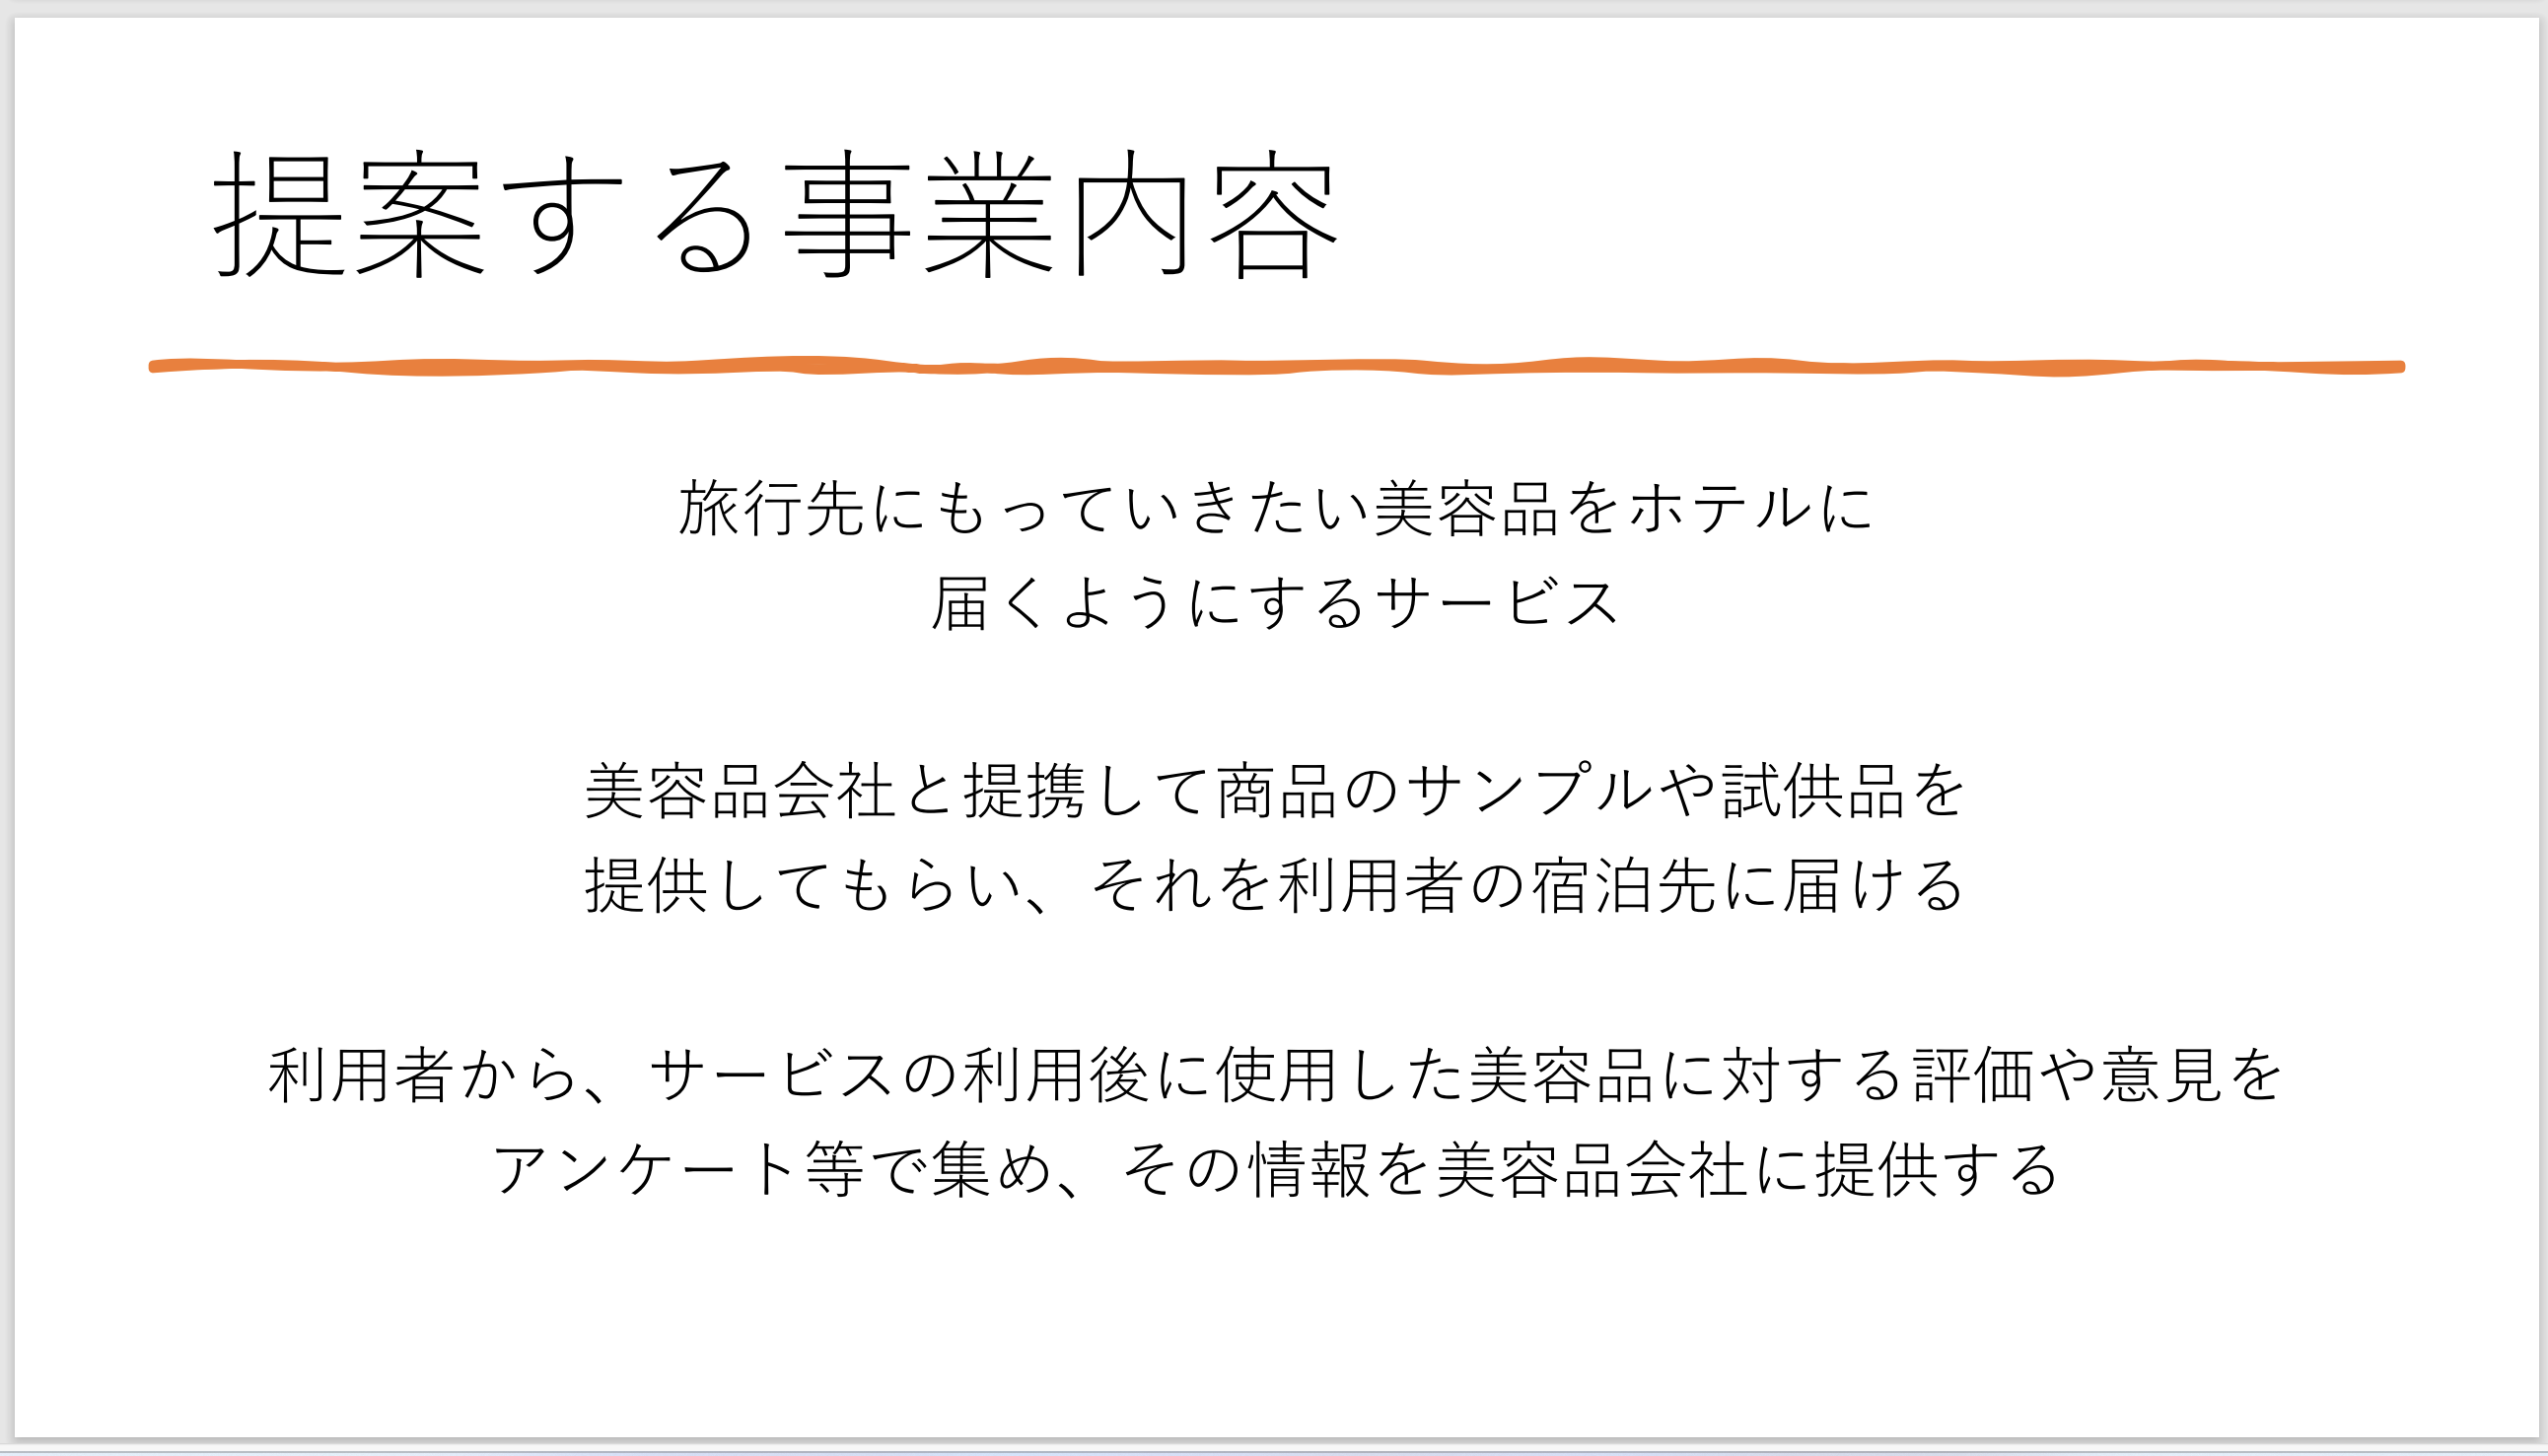 提案する事業内容
旅行先にもっていきたい美容品をホテルに
届くようにするサービス
美容品会社と提携して商品のサンプルや試供品を
提供してもらい、それを利用者の宿泊先に届ける
利用者から、サービスの利用後に使用した美容品に対する評価や意見を
アンケート等で集め、その情報を美容品会社に提供する